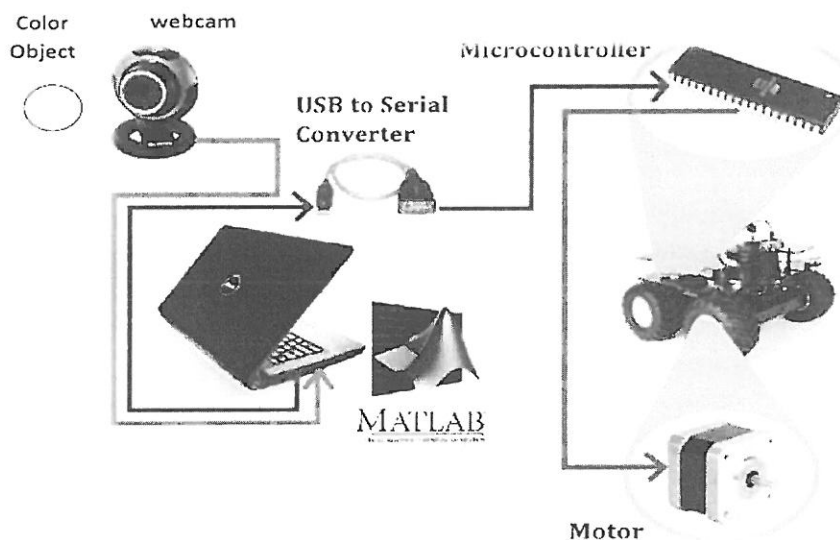 Color
Object
webcam
Microcontroller
USB to Serial
Converter
MATLAB
Motor